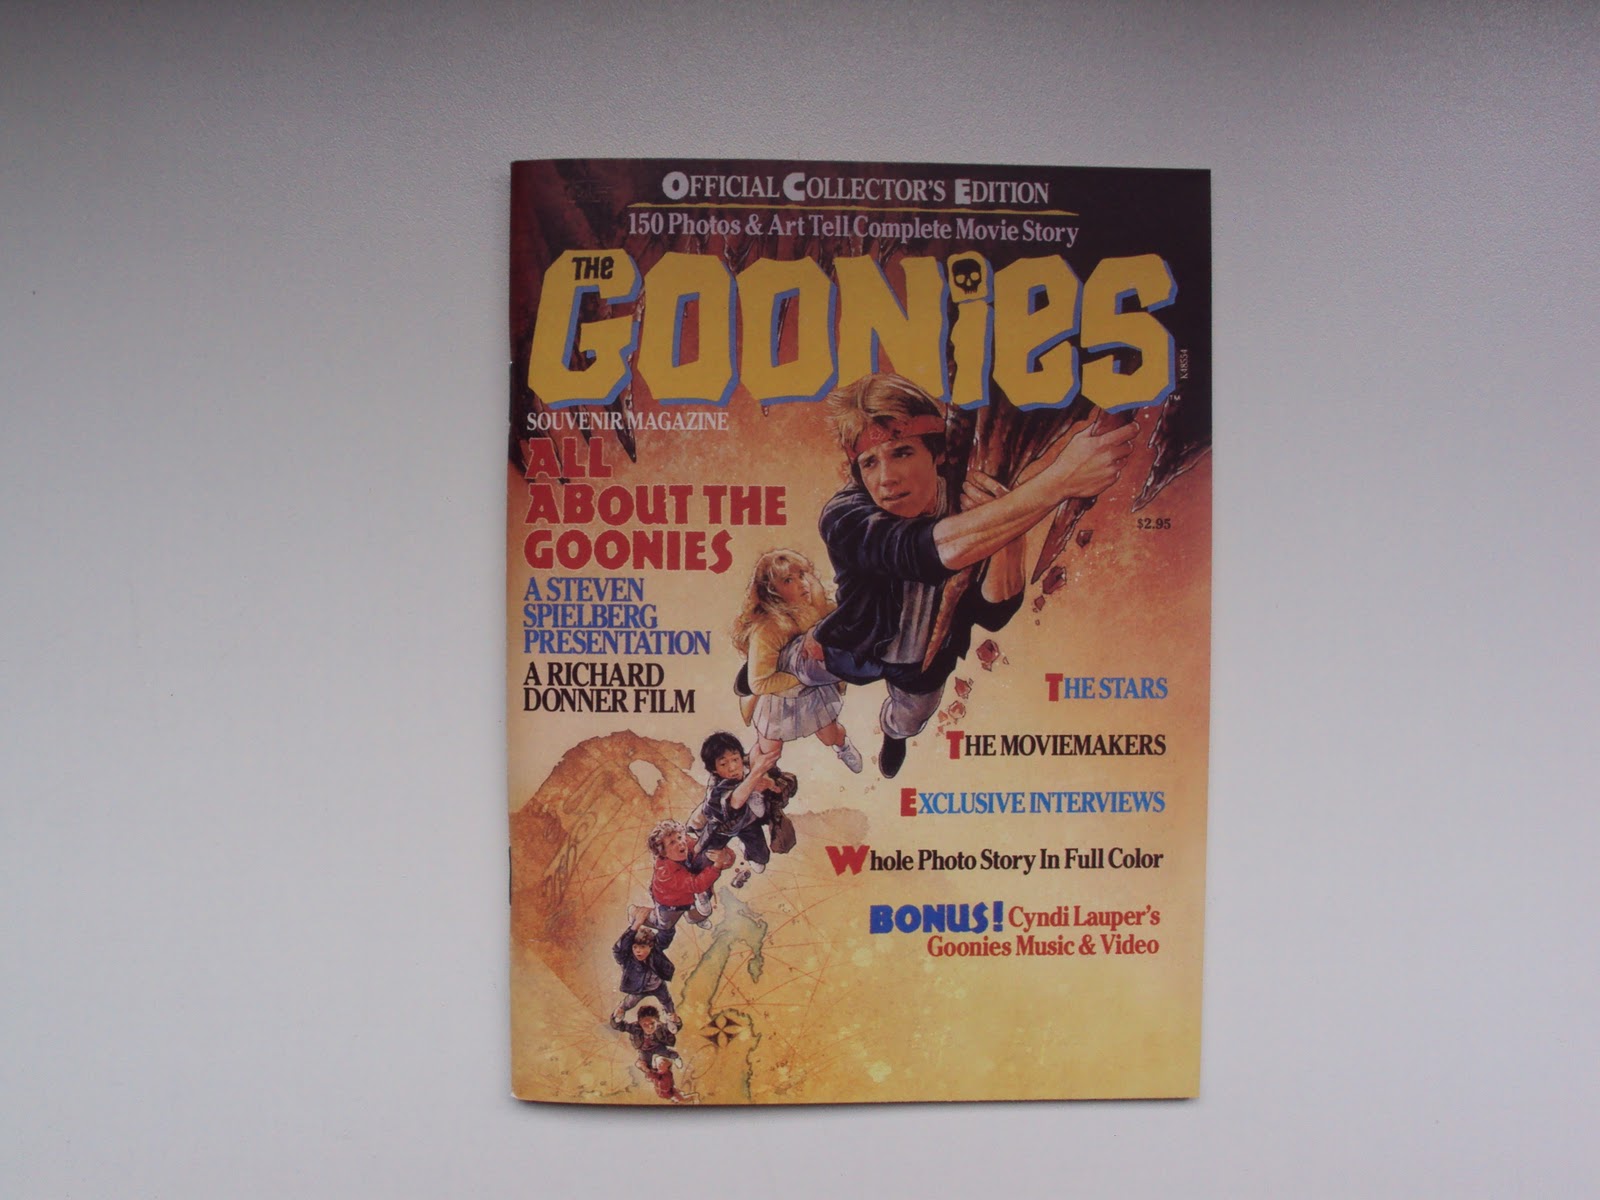 OFFICIAL COLLECTOR'S EDITION
150 Photos & Art Tell Complete Movie Story
THE
GOONiES
K48554
SOUVENIR MAGAZINE
ALL
ABOUT THE
GOONIES
$2.95
A STEVEN
SPIELBERG
PRESENTATION
A RICHARD
DONNER FILM
THE STARS
THE MOVIEMAKERS
EXCLUSIVE INTERVIEWS
Whole Photo Story In Full Color
BONUS! Cyndi Lauper's
Goonies Music & Video